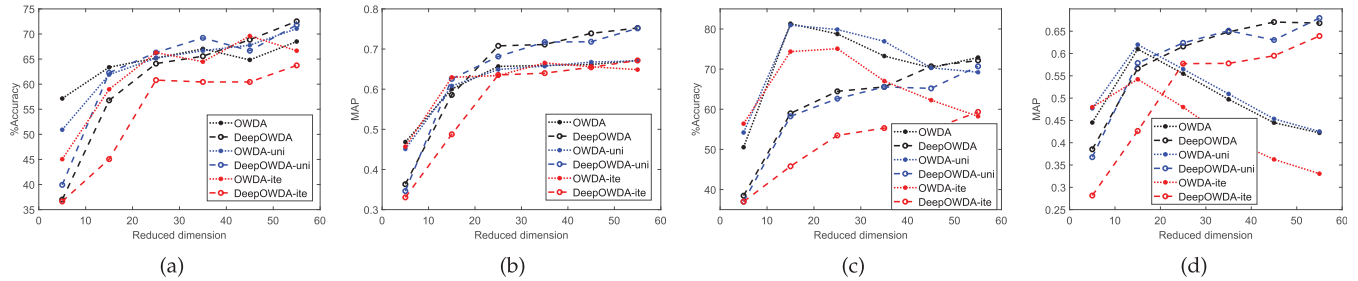 75
70
65
60
55
50
45
40
35
%Accuracy
OWDA
DeepOWDA
OWDA-uni
DeepOWDA-uni
OWDA-ite
DeepOWDA-ite
0 10 20 30 40 50 60
Reduced dimension
(a)
0.8
0.7
0.6
0.5
0.4
0.3
MAP
OWDA
DeepOWDA
OWDA-uni
DeepOWDA-uni
OWDA-ite
DeepOWDA-ite
0 10 20 30 40 50 60
Reduced dimension
(b)
90
80
70
60
50
40
%Accuracy
OWDA
DeepOWDA
OWDA-uni
DeepOWDA-uni
OWDA-ite
DeepOWDA-ite
0 10 20 30 40 50 60
Reduced dimension
(c)
0.7
0.65
0.6
0.55
0.5
0.45
0.4
0.35
0.3
0.25
MAP
OWDA
DeepOWDA
OWDA-uni
DeepOWDA-uni
OWDA-ite
DeepOWDA-ite
0 10 20 30 40 50 60
Reduced dimension
(d)